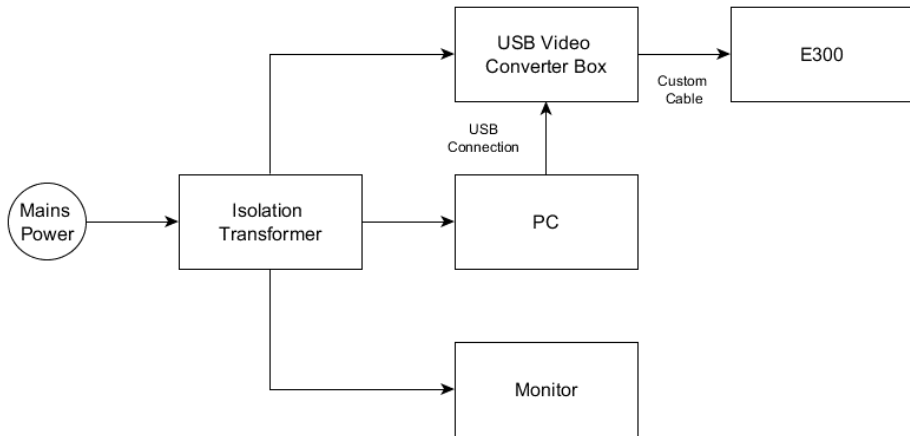 USB Video
Converter Box
E300
Custom
Cable
USB
Connection
Mains
Power
Isolation
Transformer
PC
Monitor